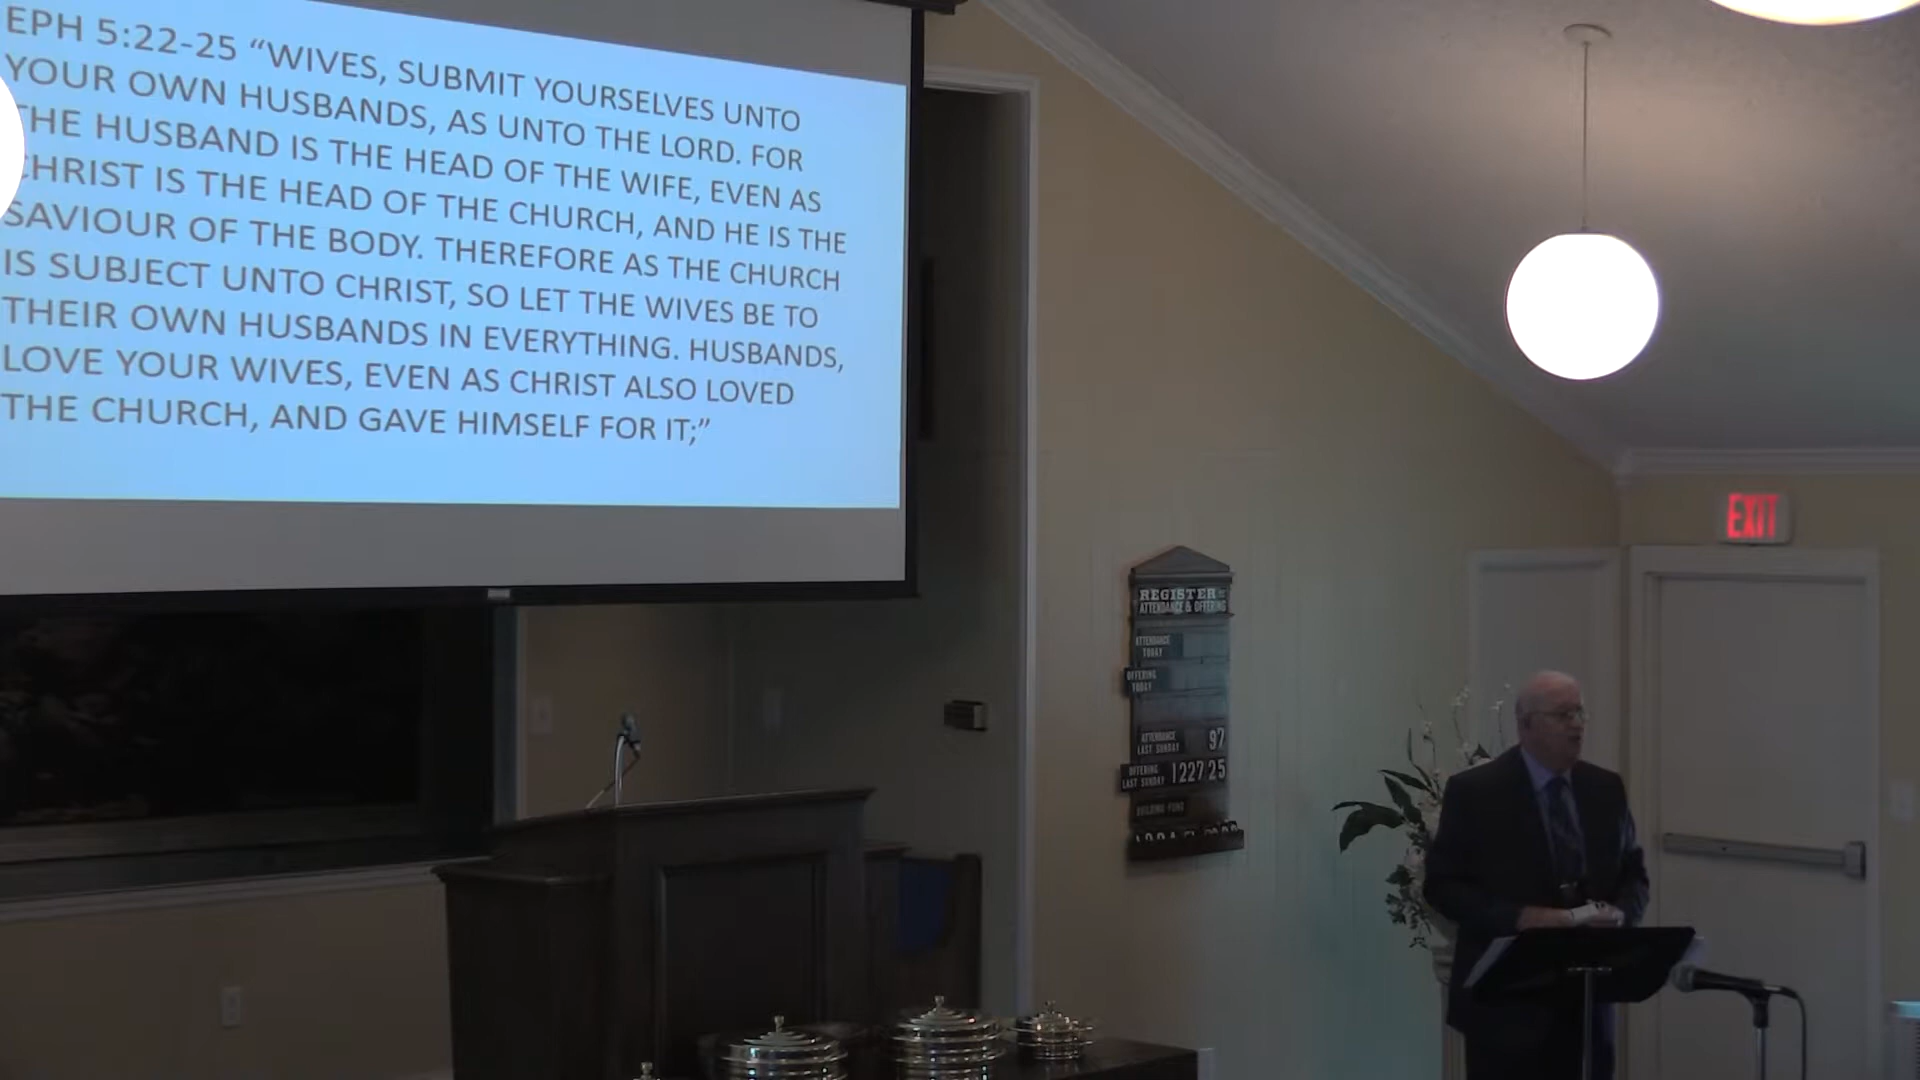 EPH 5:22-25 “WIVES, SUBMIT YOURSELVES UNTO
YOUR OWN HUSBANDS, AS UNTO THE LORD. FOR
THE HUSBAND IS THE HEAD OF THE WIFE, EVEN AS
CHRIST IS THE HEAD OF THE CHURCH, AND HE IS THE
SAVIOUR OF THE BODY. THEREFORE AS THE CHURCH
IS SUBJECT UNTO CHRIST, SO LET THE WIVES BE TO
THEIR OWN HUSBANDS IN EVERYTHING. HUSBANDS,
LOVE YOUR WIVES, EVEN AS CHRIST ALSO LOVED
THE CHURCH, AND GAVE HIMSELF FOR IT;”
EXIT
REGISTER OF
ATTENDANCE & OFFERING
ATTENDANCE
TODAY
OFFERING
TODAY
ATTENDANCE
LAST SUNDAY 97
OFFERING
LAST SUNDAY 1227 25
BUILDING FUND